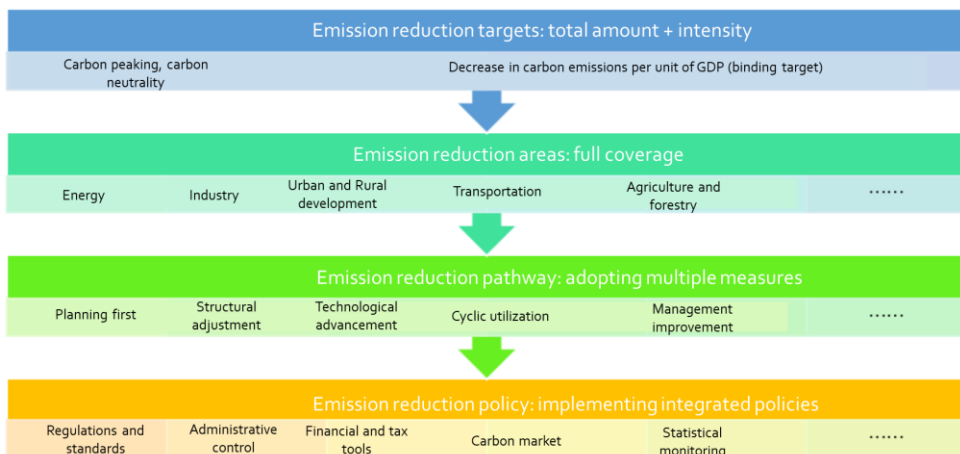 Emission reduction targets: total amount + intensity
Carbon peaking, carbon
neutrality
Decrease in carbon emissions per unit of GDP (binding target)
Emission reduction areas: full coverage
Energy
Industry
Urban and Rural
development
Transportation
Agriculture and
forestry
......
Emission reduction pathway: adopting multiple measures
Planning first
Structural
adjustment
Technological
advancement
Cyclic utilization
Management
improvement
......
Emission reduction policy: implementing integrated policies
Regulations and
standards
Administrative
control
Financial and tax
tools
Carbon market
Statistical
monitoring
......